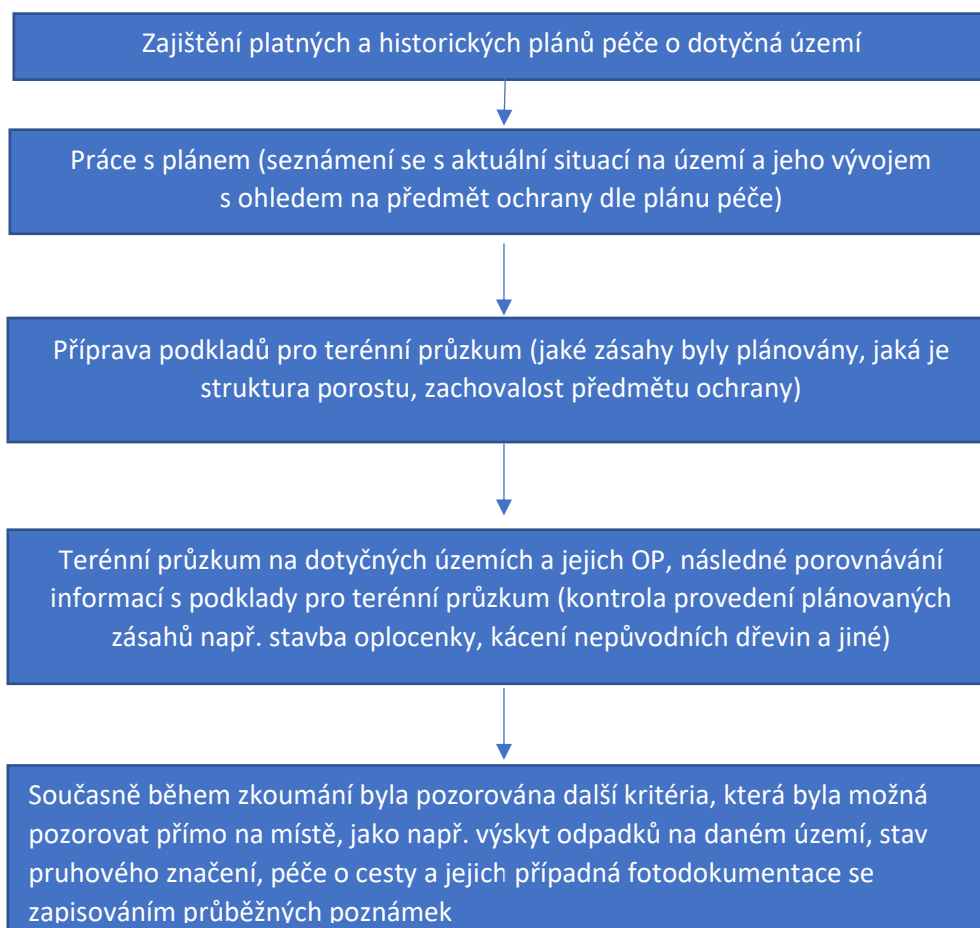 Zajištění platných a historických plánů péče o dotyčná území
Práce s plánem (seznámení se s aktuální situací na území a jeho vývojem
s ohledem na předmět ochrany dle plánu péče)
Příprava podkladů pro terénní průzkum (jaké zásahy byly plánovány, jaká je
struktura porostu, zachovalost předmětu ochrany)
Terénní průzkum na dotyčných územích a jejich OP, následné porovnávání
informací s podklady pro terénní průzkum (kontrola provedení plánovaných
zásahů např. stavba oplocenky, kácení nepůvodních dřevin a jiné)
Současně během zkoumání byla pozorována další kritéria, která byla možná
pozorovat přímo na místě, jako např. výskyt odpadků na daném území, stav
pruhového značení, péče o cesty a jejich případná fotodokumentace se
zapisováním průběžných poznámek